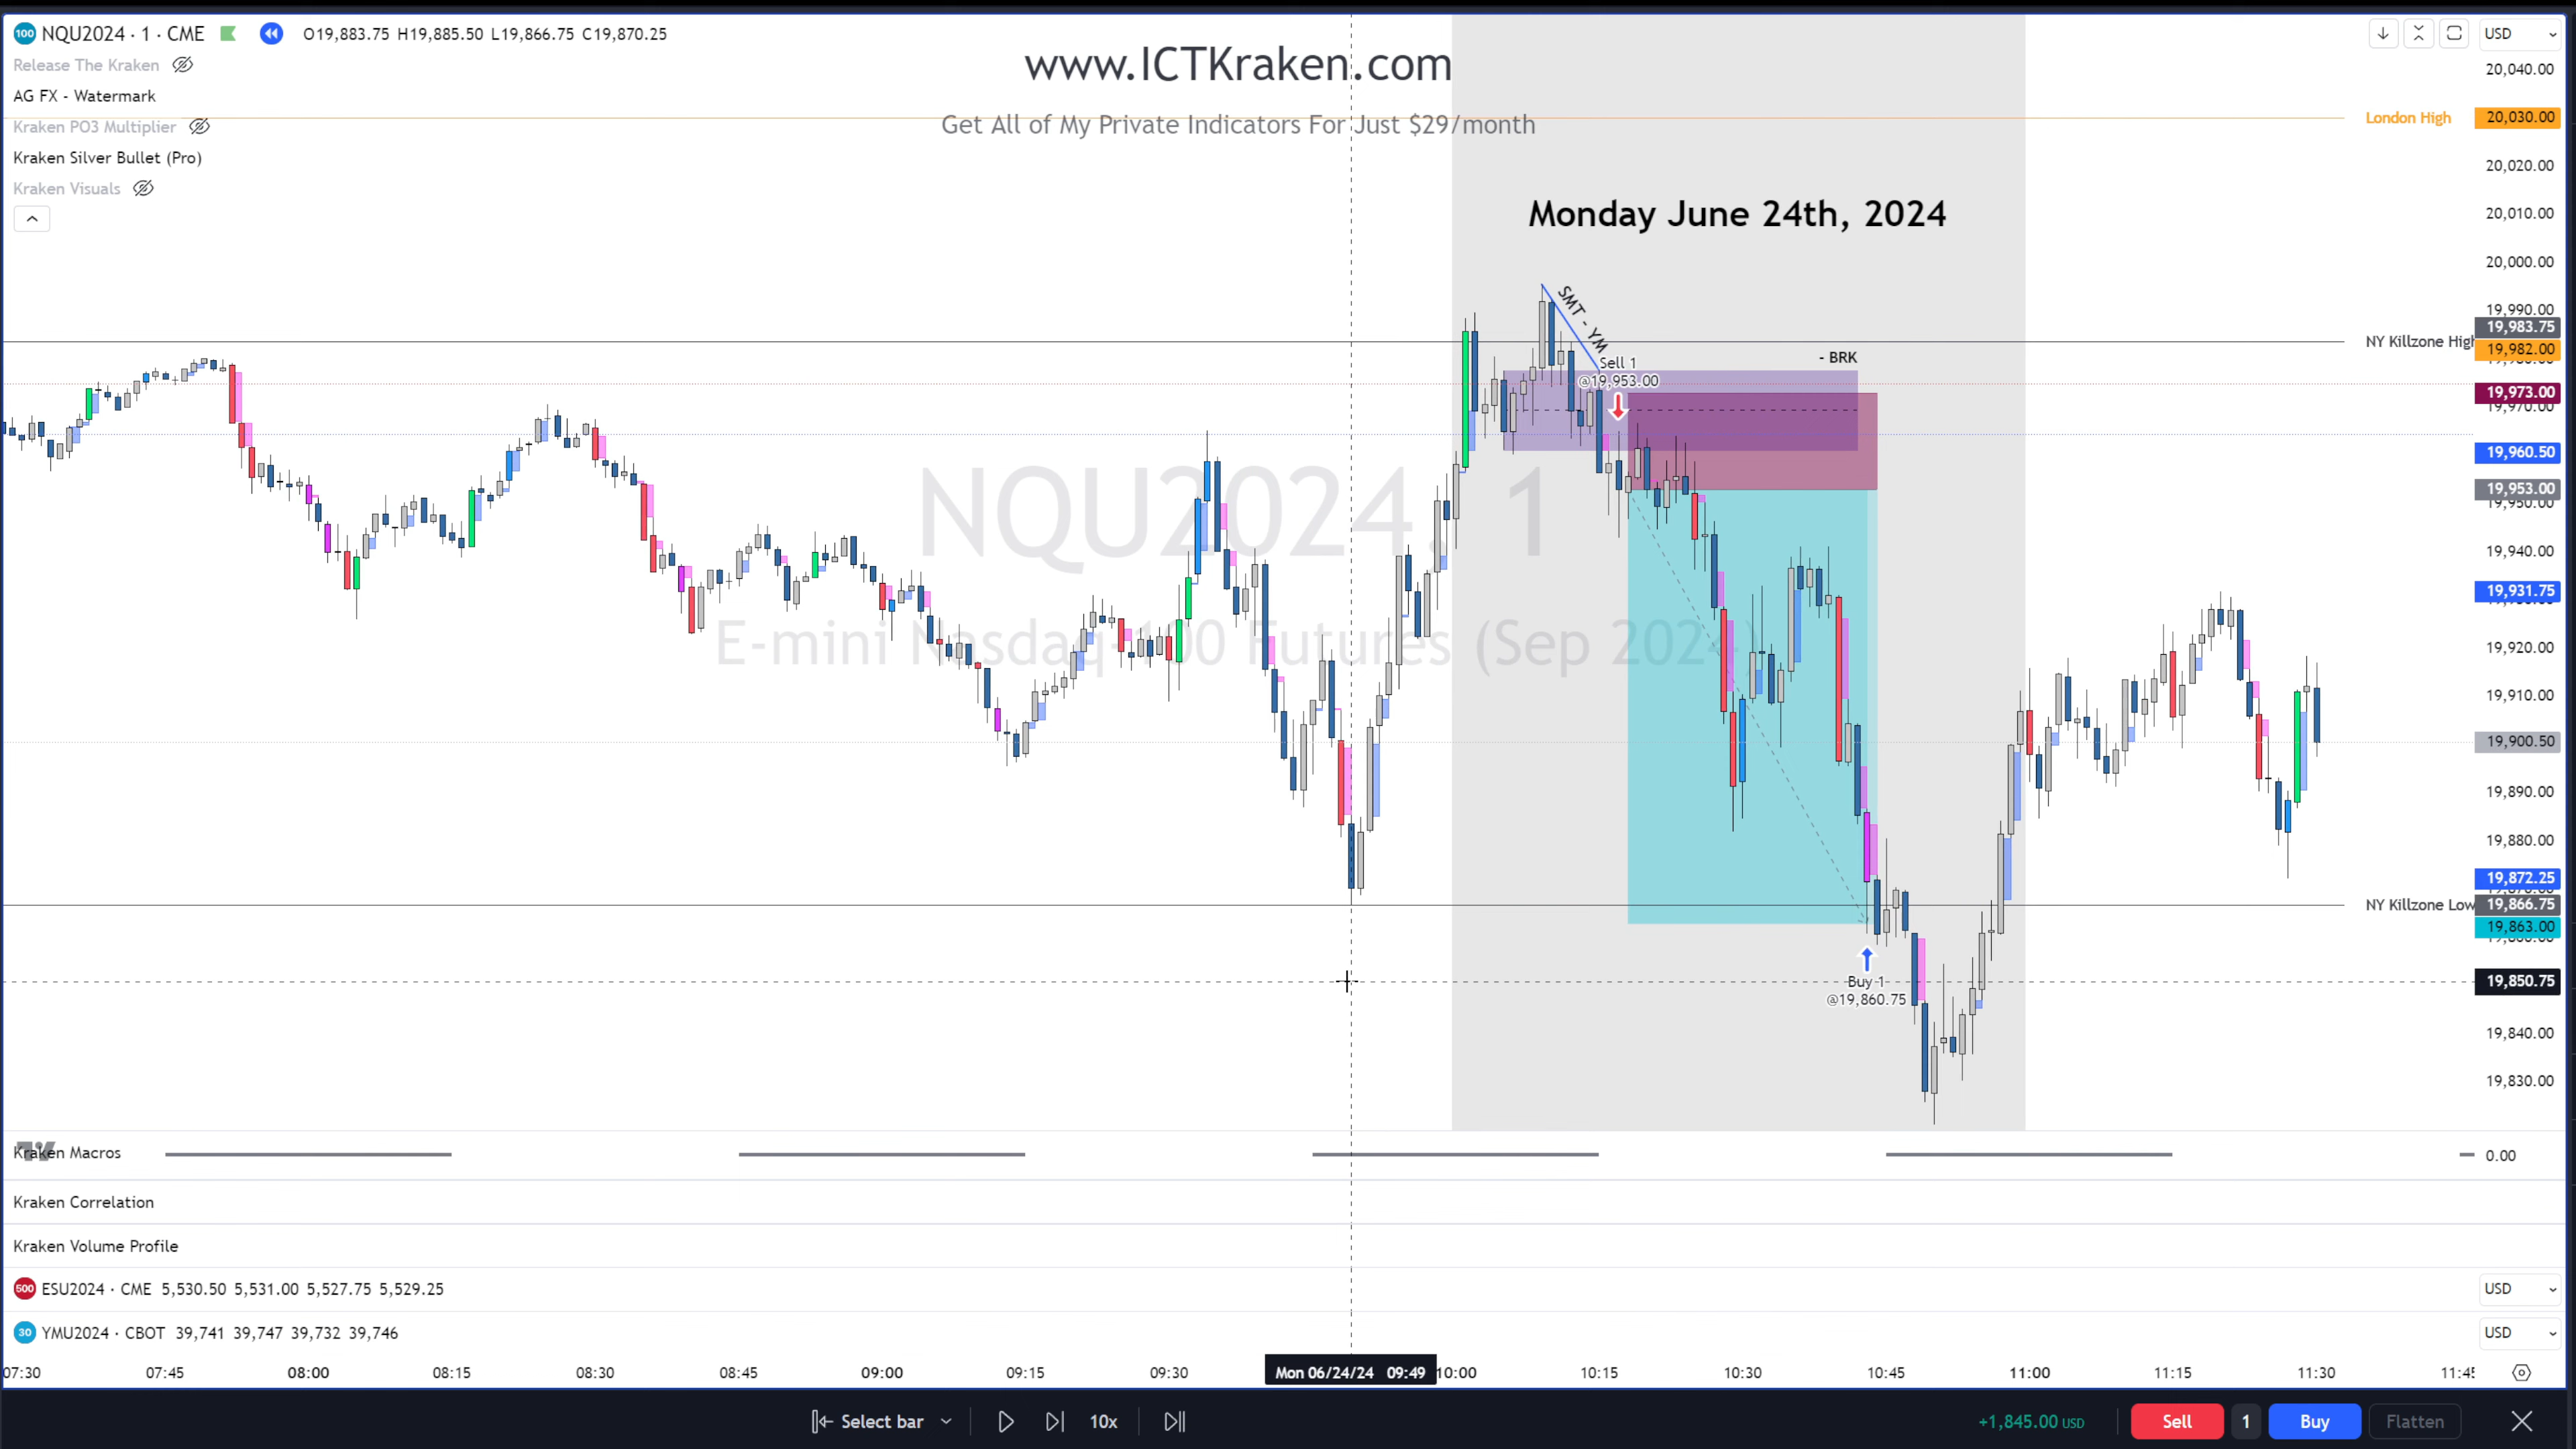 NQU2024 · 1 · CME O19,883.75 H19,885.50 L19,866.75 C19,870.25
Release The Kraken
AG FX - Watermark
Kraken PO3 Multiplier
Kraken Silver Bullet (Pro)
Kraken Visuals
www.ICTKraken.com
Get All of My Private Indicators For Just $29/month
Monday June 24th, 2024
USD
20,040.00
London High 20,030.00
20,020.00
20,010.00
20,000.00
19,990.00
19,983.75
NY Killzone High
19,982.00
19,973.00
19,970.00
19,960.50
19,953.00
19,950.00
19,940.00
19,931.75
19,920.00
19,910.00
19,900.50
19,890.00
19,880.00
19,872.25
NY Killzone Low 19,866.75
19,863.00
19,850.75
19,840.00
19,830.00
SMT - YM
Sell 1
@19,953.00
- BRK
NQU2024, 1
E-mini Nasdaq-100 Futures (Sep 2024)
Buy 1
@19,860.75
Kraken Macros 0.00
Kraken Correlation
Kraken Volume Profile
500 ESU2024 · CME 5,530.50 5,531.00 5,527.75 5,529.25 USD
30 YMU2024 · CBOT 39,741 39,747 39,732 39,746 USD
07:30 07:45 08:00 08:15 08:30 08:45 09:00 09:15 09:30 Mon 06/24/24 09:49 10:00 10:15 10:30 10:45 11:00 11:15 11:30
Select bar 10x +1,845.00 USD Sell 1 Buy Flatten